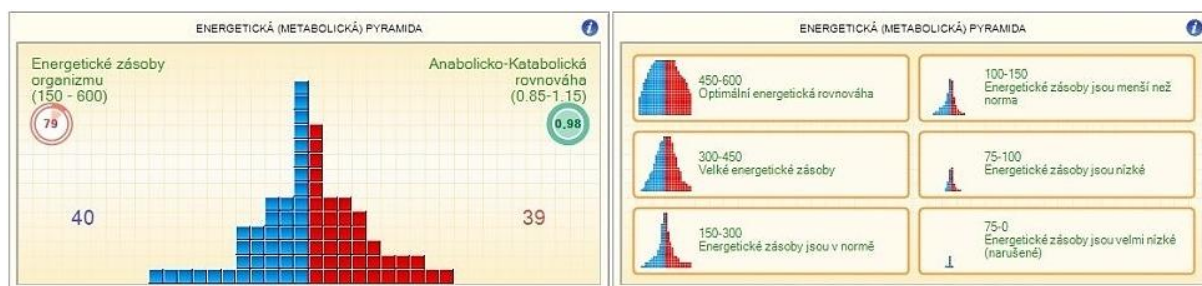 ENERGETICKÁ (METABOLICKÁ) PYRAMIDA
i
Energetické zásoby
organizmu
(150 - 600)
79
Anabolicko-Katabolická
rovnováha
(0.85-1.15)
0.98
40
39
ENERGETICKÁ (METABOLICKÁ) PYRAMIDA
i
450-600
Optimální energetická rovnováha
100-150
Energetické zásoby jsou menší než
norma
300-450
Velké energetické zásoby
75-100
Energetické zásoby jsou nízké
150-300
Energetické zásoby jsou v normě
75-0
Energetické zásoby jsou velmi nízké
(narušené)